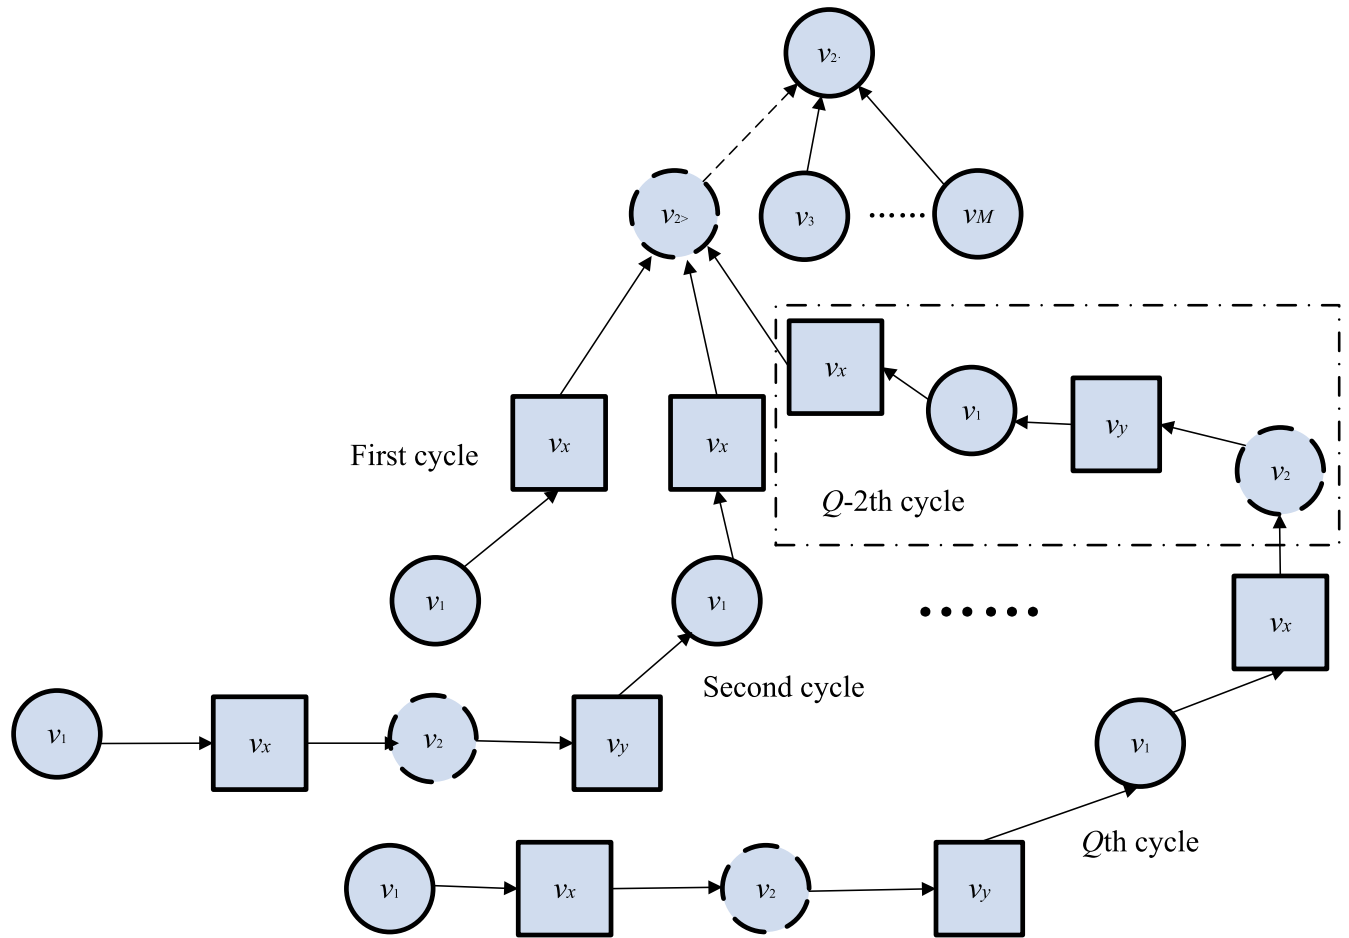 v2·
v2>
v3
vM
vx
v1
vy
v2
First cycle
vx
vx
Q-2th cycle
v1
v1
vx
Second cycle
v1
vx
v2
vy
v1
Qth cycle
v1
vx
v2
vy